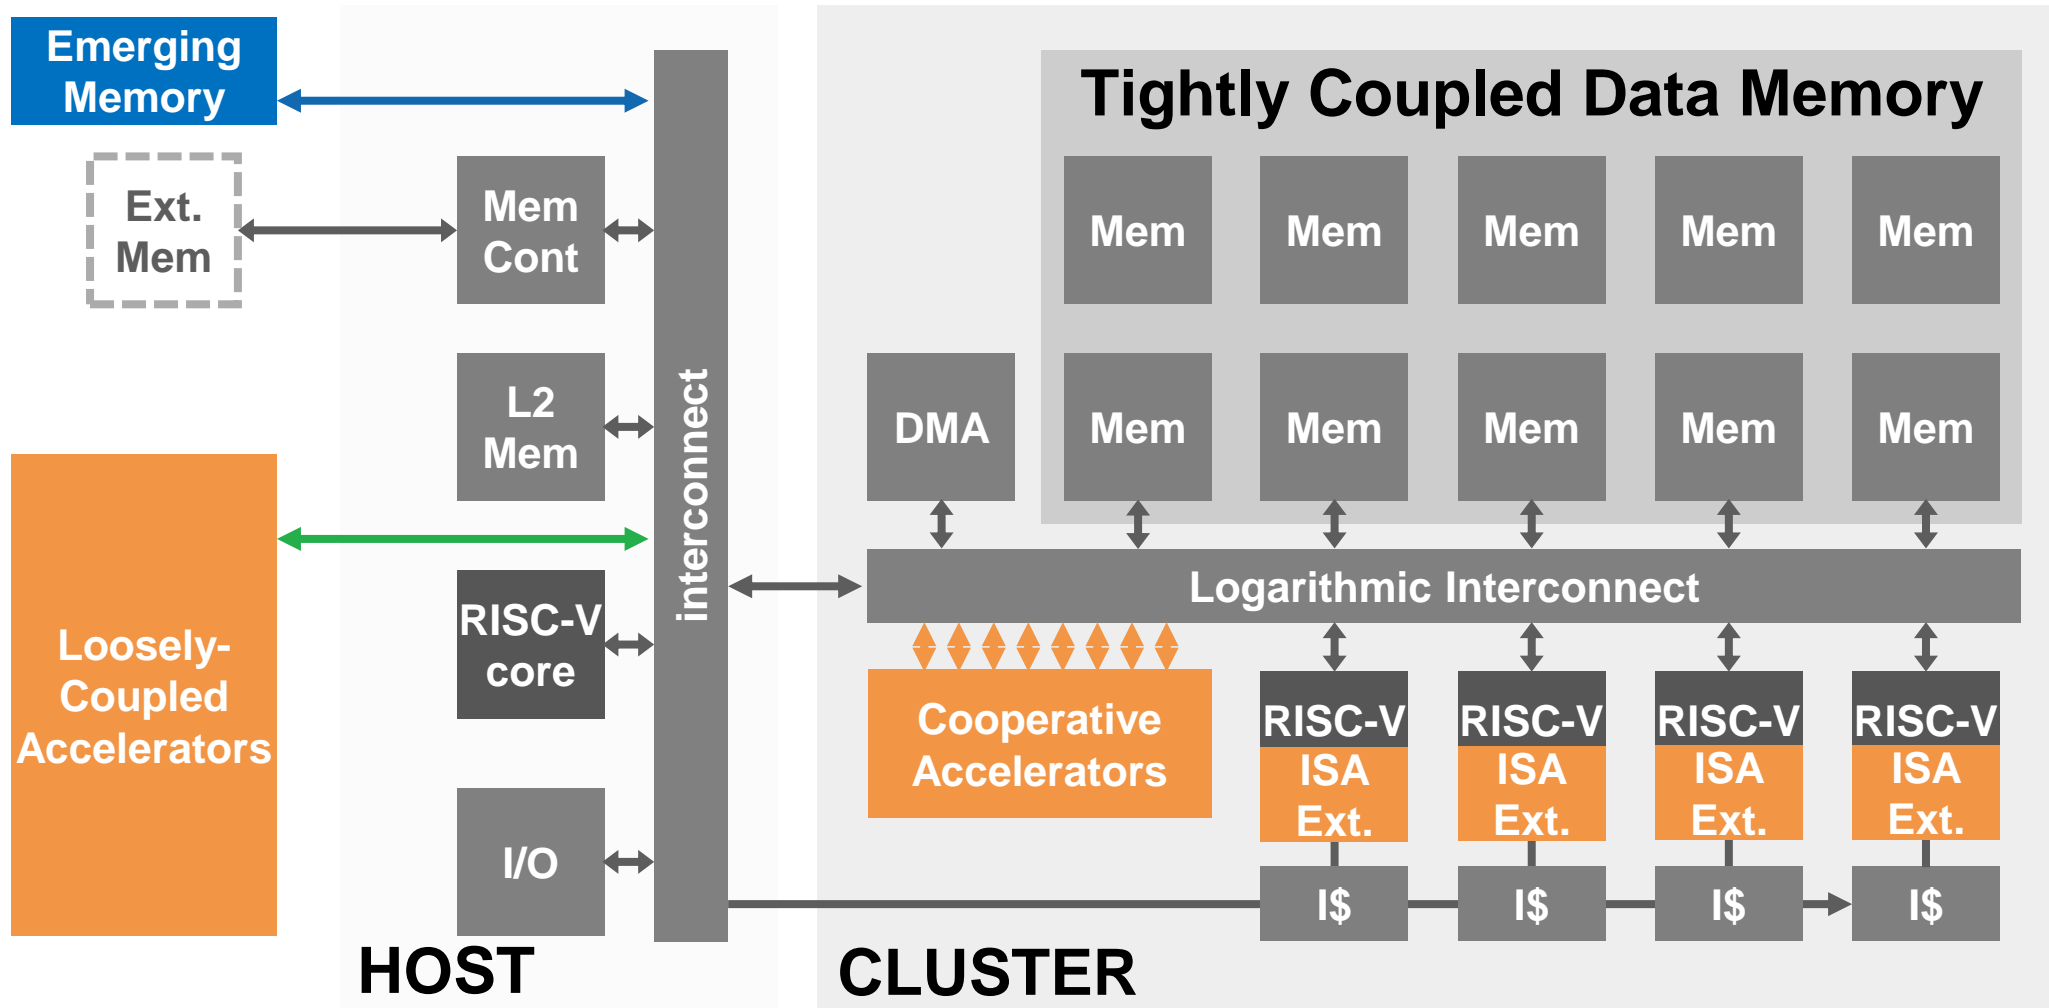 Emerging
Memory
Ext.
Mem
Loosely-
Coupled
Accelerators
Mem
Cont
L2
Mem
RISC-V
core
I/O
interconnect
HOST
Tightly Coupled Data Memory
Mem
Mem
Mem
Mem
Mem
DMA
Mem
Mem
Mem
Mem
Mem
Logarithmic Interconnect
Cooperative
Accelerators
RISC-V
ISA
Ext.
RISC-V
ISA
Ext.
RISC-V
ISA
Ext.
RISC-V
ISA
Ext.
I$
I$
I$
I$
CLUSTER